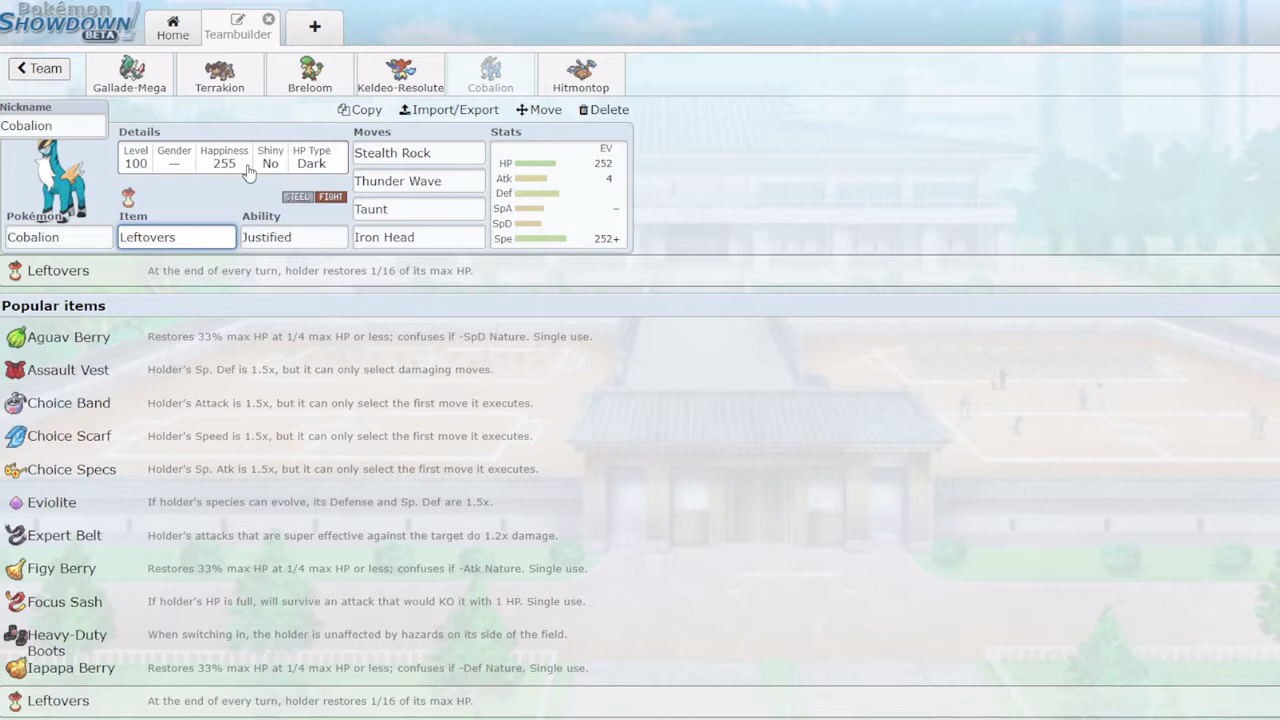 Pokémon
SHOWDOWN
BETA
Home
Teambuilder
+
Team
Gallade-Mega
Terrakion
Breloom
Keldeo-Resolute
Cobalion
Hitmontop
Nickname
Cobalion
Copy
Import/Export
Move
Delete
Details
Level
100
Gender
—
Happiness
255
Shiny
No
HP Type
Dark
STEEL
FIGHT
Pokémon
Cobalion
Item
Leftovers
Ability
Justified
Moves
Stealth Rock
Thunder Wave
Taunt
Iron Head
Stats
EV
HP 252
Atk 4
Def
SpA –
SpD
Spe 252+
Leftovers At the end of every turn, holder restores 1/16 of its max HP.
Popular items
Aguav Berry Restores 33% max HP at 1/4 max HP or less; confuses if -SpD Nature. Single use.
Assault Vest Holder's Sp. Def is 1.5x, but it can only select damaging moves.
Choice Band Holder's Attack is 1.5x, but it can only select the first move it executes.
Choice Scarf Holder's Speed is 1.5x, but it can only select the first move it executes.
Choice Specs Holder's Sp. Atk is 1.5x, but it can only select the first move it executes.
Eviolite If holder's species can evolve, its Defense and Sp. Def are 1.5x.
Expert Belt Holder's attacks that are super effective against the target do 1.2x damage.
Figy Berry Restores 33% max HP at 1/4 max HP or less; confuses if -Atk Nature. Single use.
Focus Sash If holder's HP is full, will survive an attack that would KO it with 1 HP. Single use.
Heavy-Duty Boots When switching in, the holder is unaffected by hazards on its side of the field.
Iapapa Berry Restores 33% max HP at 1/4 max HP or less; confuses if -Def Nature. Single use.
Leftovers At the end of every turn, holder restores 1/16 of its max HP.